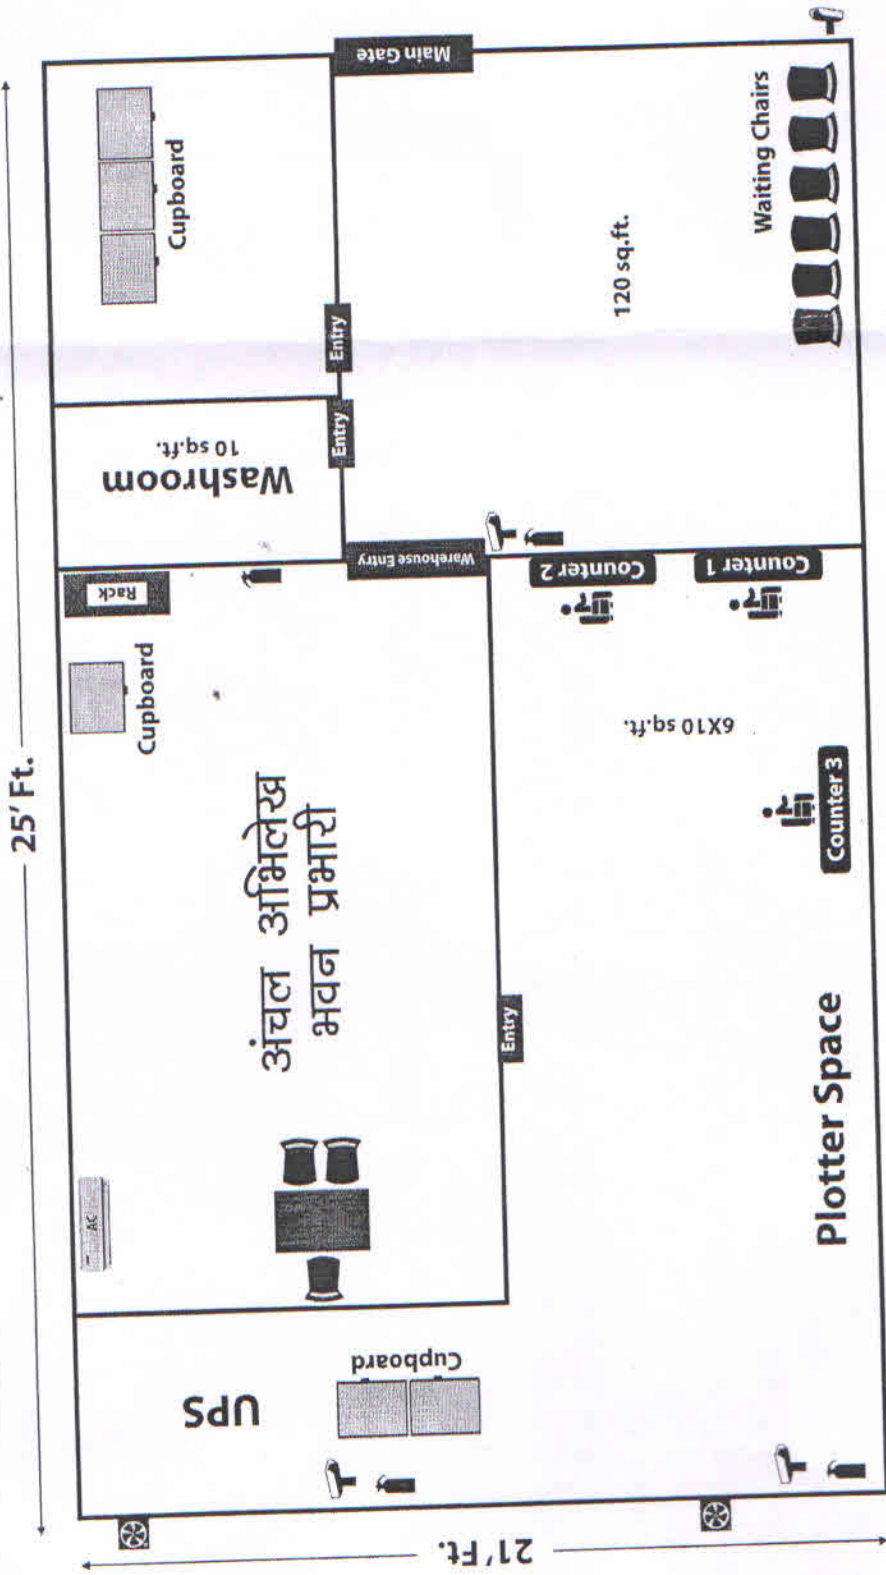 25' Ft.
21' Ft.
Main Gate
Cupboard
Waiting Chairs
120 sq.ft.
Entry
Entry
Washroom
10 sq.ft.
Warehouse Entry
Rack
Cupboard
Counter 2
Counter 1
6X10 sq.ft.
Counter 3
अंचल अभिलेख
भवन प्रभारी
Entry
AC
Plotter Space
UPS
Cupboard